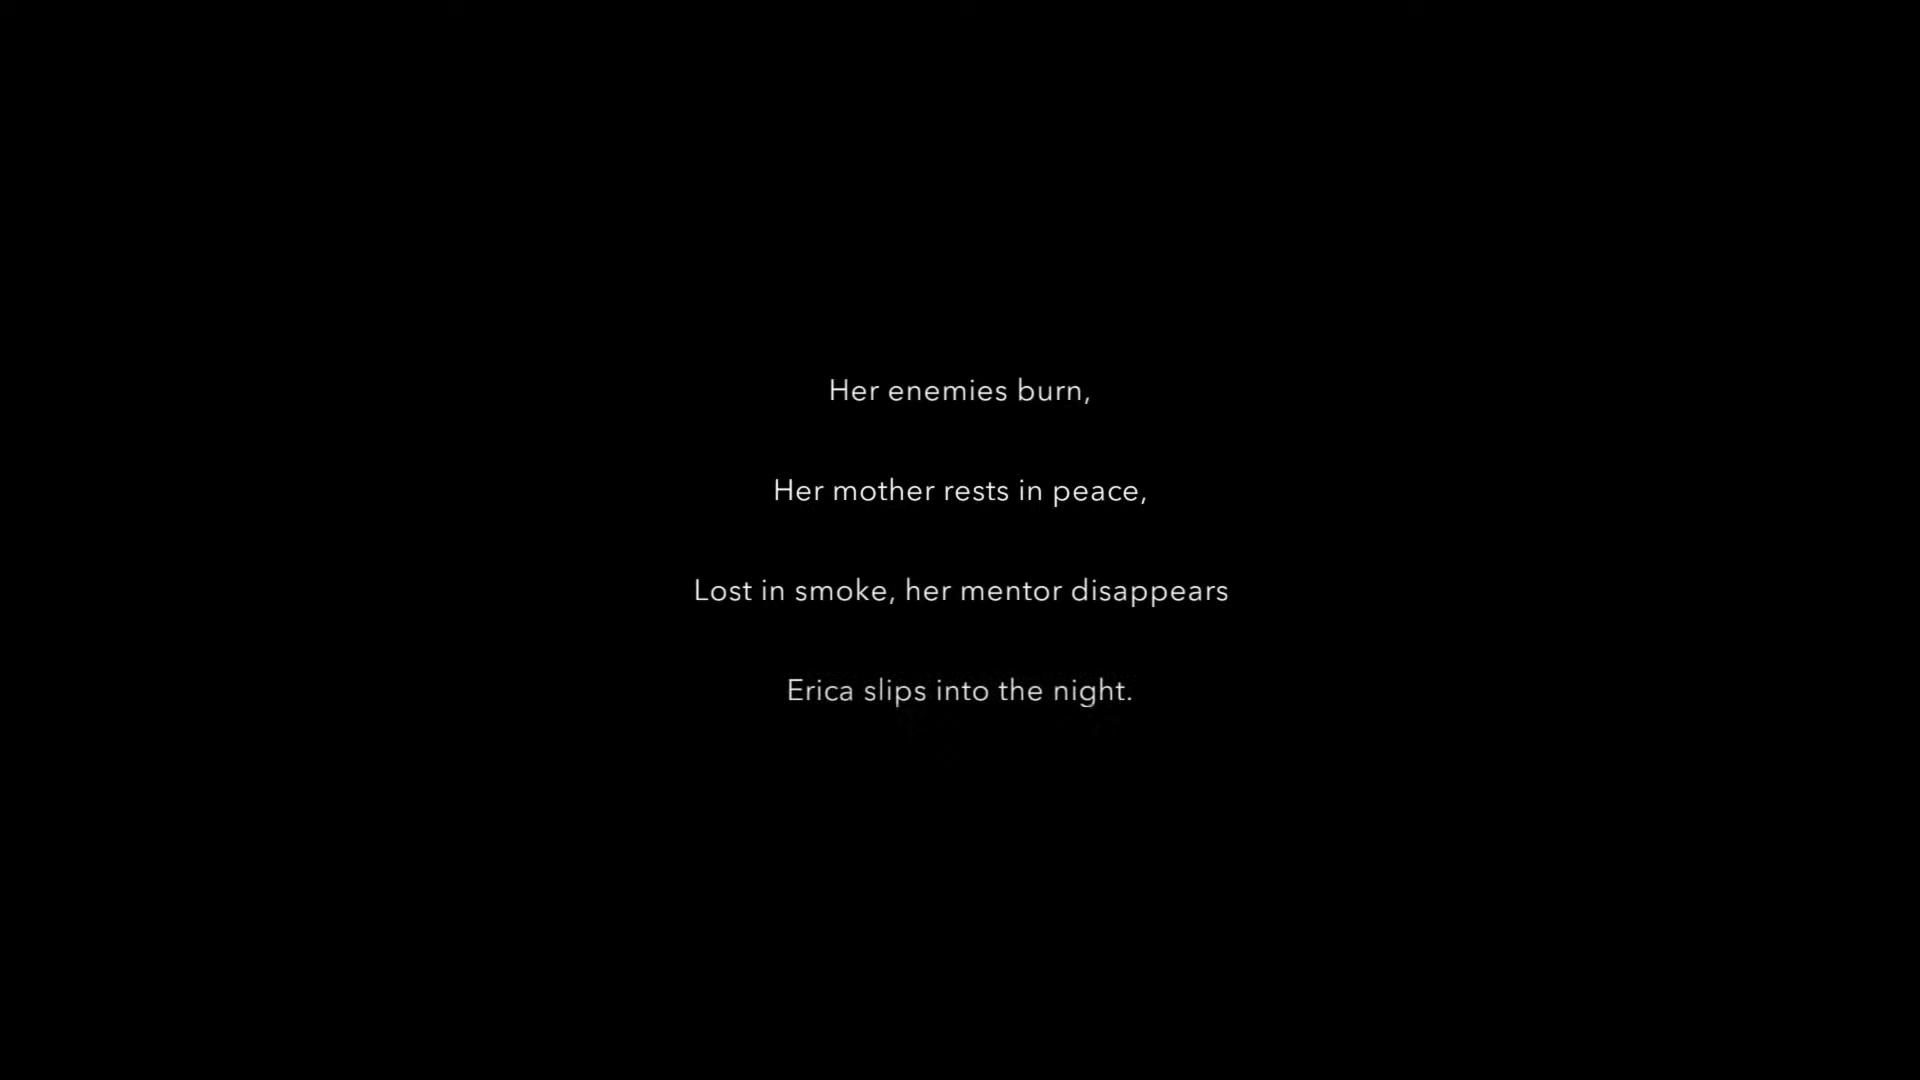 Her enemies burn,
Her mother rests in peace,
Lost in smoke, her mentor disappears
Erica slips into the night.